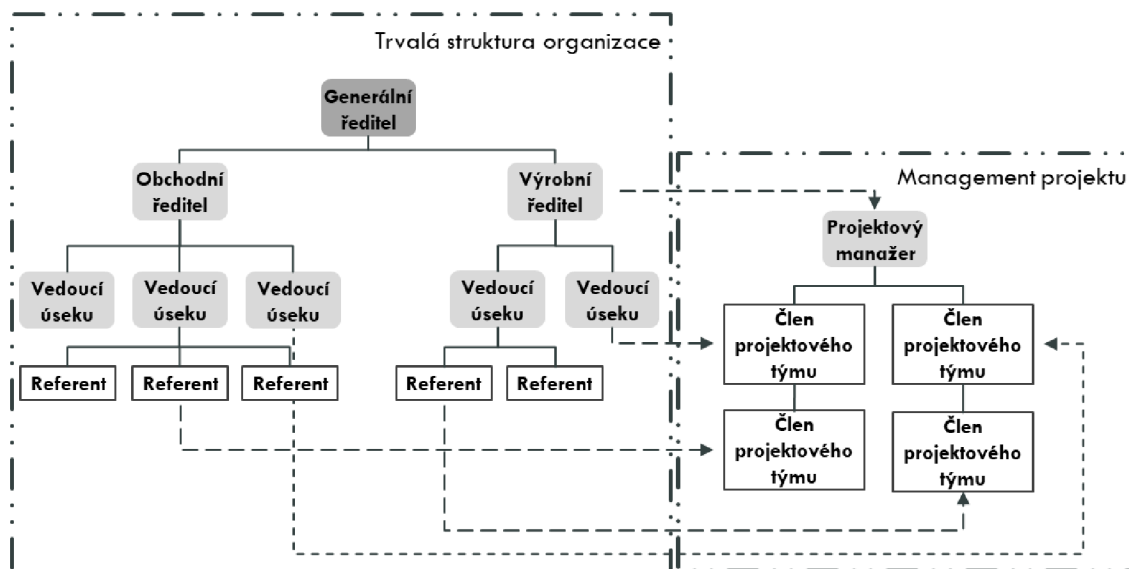 Trvalá struktura organizace
Generální
ředitel
Obchodní
ředitel
Výrobní
ředitel
Management projektu
Projektový
manažer
Vedoucí
úseku
Vedoucí
úseku
Vedoucí
úseku
Vedoucí
úseku
Vedoucí
úseku
Člen
projektového
týmu
Člen
projektového
týmu
Referent
Referent
Referent
Referent
Referent
Člen
projektového
týmu
Člen
projektového
týmu